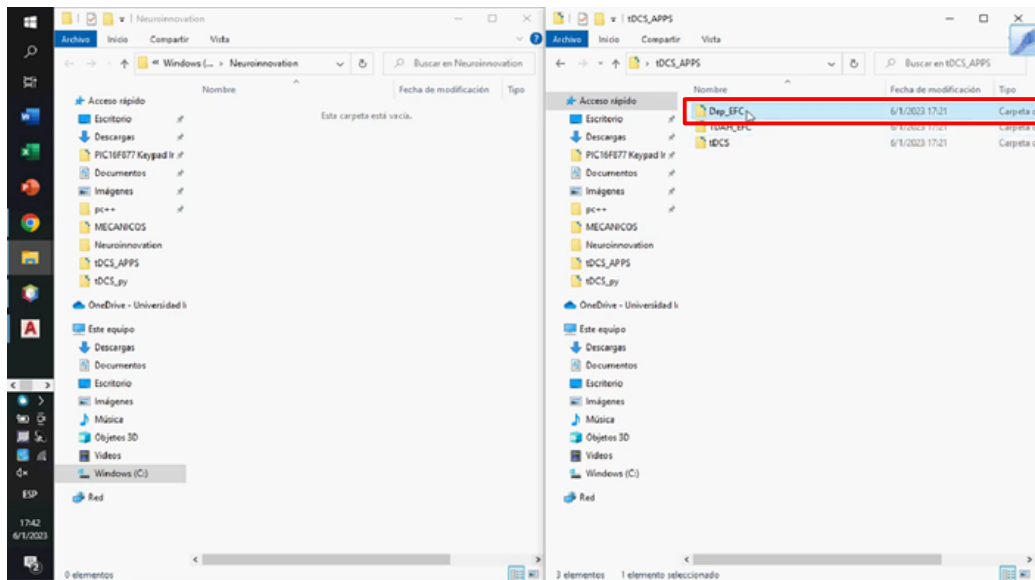 Neuroinnovation
Archivo Inicio Compartir Vista
Windows (... > Neuroinnovation
Buscar en Neuroinnovation
Nombre
Fecha de modificación
Tipo
Esta carpeta está vacía.
Acceso rápido
Escritorio
Descargas
PIC16F877 Keypad Ir
Documentos
Imágenes
pc++
MECANICOS
Neuroinnovation
tDCS_APPS
tDCS_py
OneDrive - Universidad I
Este equipo
Descargas
Documentos
Escritorio
Imágenes
Música
Objetos 3D
Videos
Windows (C:)
Red
0 elementos
tDCS_APPS
Archivo Inicio Compartir Vista
> tDCS_APPS
Buscar en tDCS_APPS
Nombre
Fecha de modificación
Tipo
Dep_EFC 6/1/2023 17:21 Carpeta d
TDAH_EFC 6/1/2023 17:21 Carpeta d
tDCS 6/1/2023 17:21 Carpeta d
Acceso rápido
Escritorio
Descargas
PIC16F877 Keypad Ir
Documentos
Imágenes
pc++
MECANICOS
Neuroinnovation
tDCS_APPS
tDCS_py
OneDrive - Universidad I
Este equipo
Descargas
Documentos
Escritorio
Imágenes
Música
Objetos 3D
Videos
Windows (C:)
Red
3 elementos 1 elemento seleccionado
ESP
17:42
6/1/2023